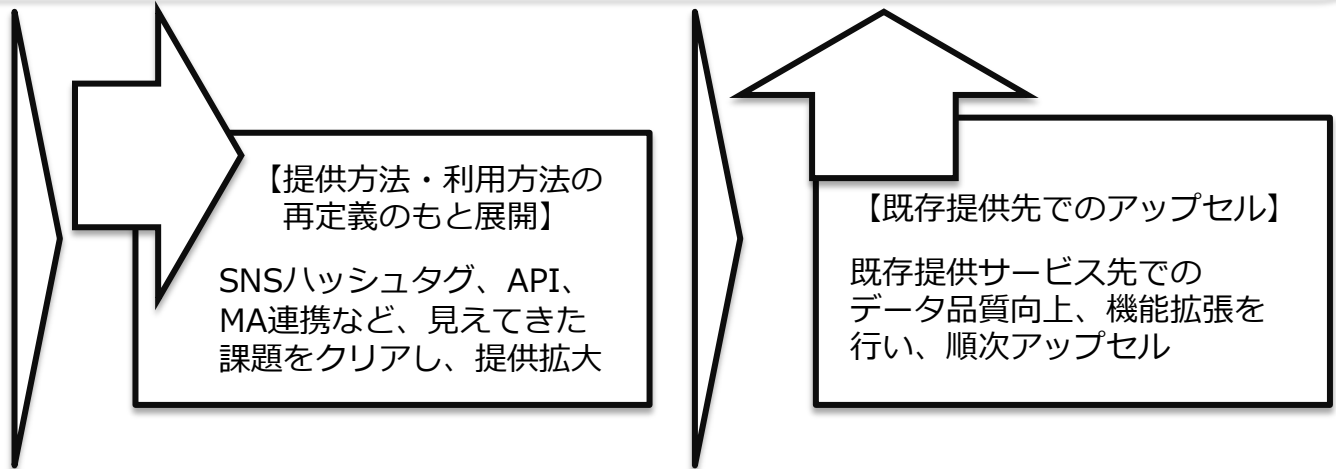 【提供方法・利用方法の
再定義のもと展開】
SNSハッシュタグ、API、
MA連携など、見えてきた
課題をクリアし、提供拡大
【既存提供先でのアップセル】
既存提供サービス先での
データ品質向上、機能拡張を
行い、順次アップセル